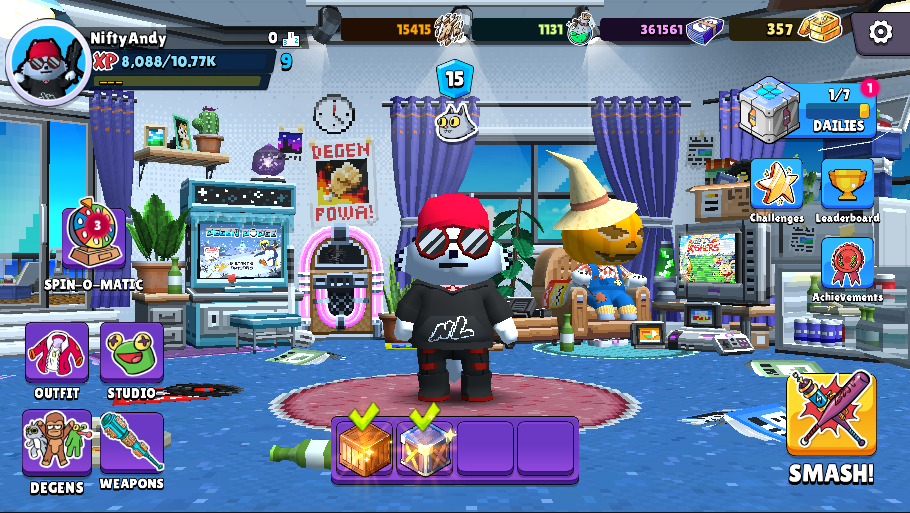 NiftyAndy
0
15415
1131
361561
357
XP 8,088/10.77K
9
15
1/7
1
DAILIES
DEGEN
POWA!
Challenges
Leaderboard
3
SPIN-O-MATIC
Achievements
OUTFIT
STUDIO
DEGENS
WEAPONS
SMASH!